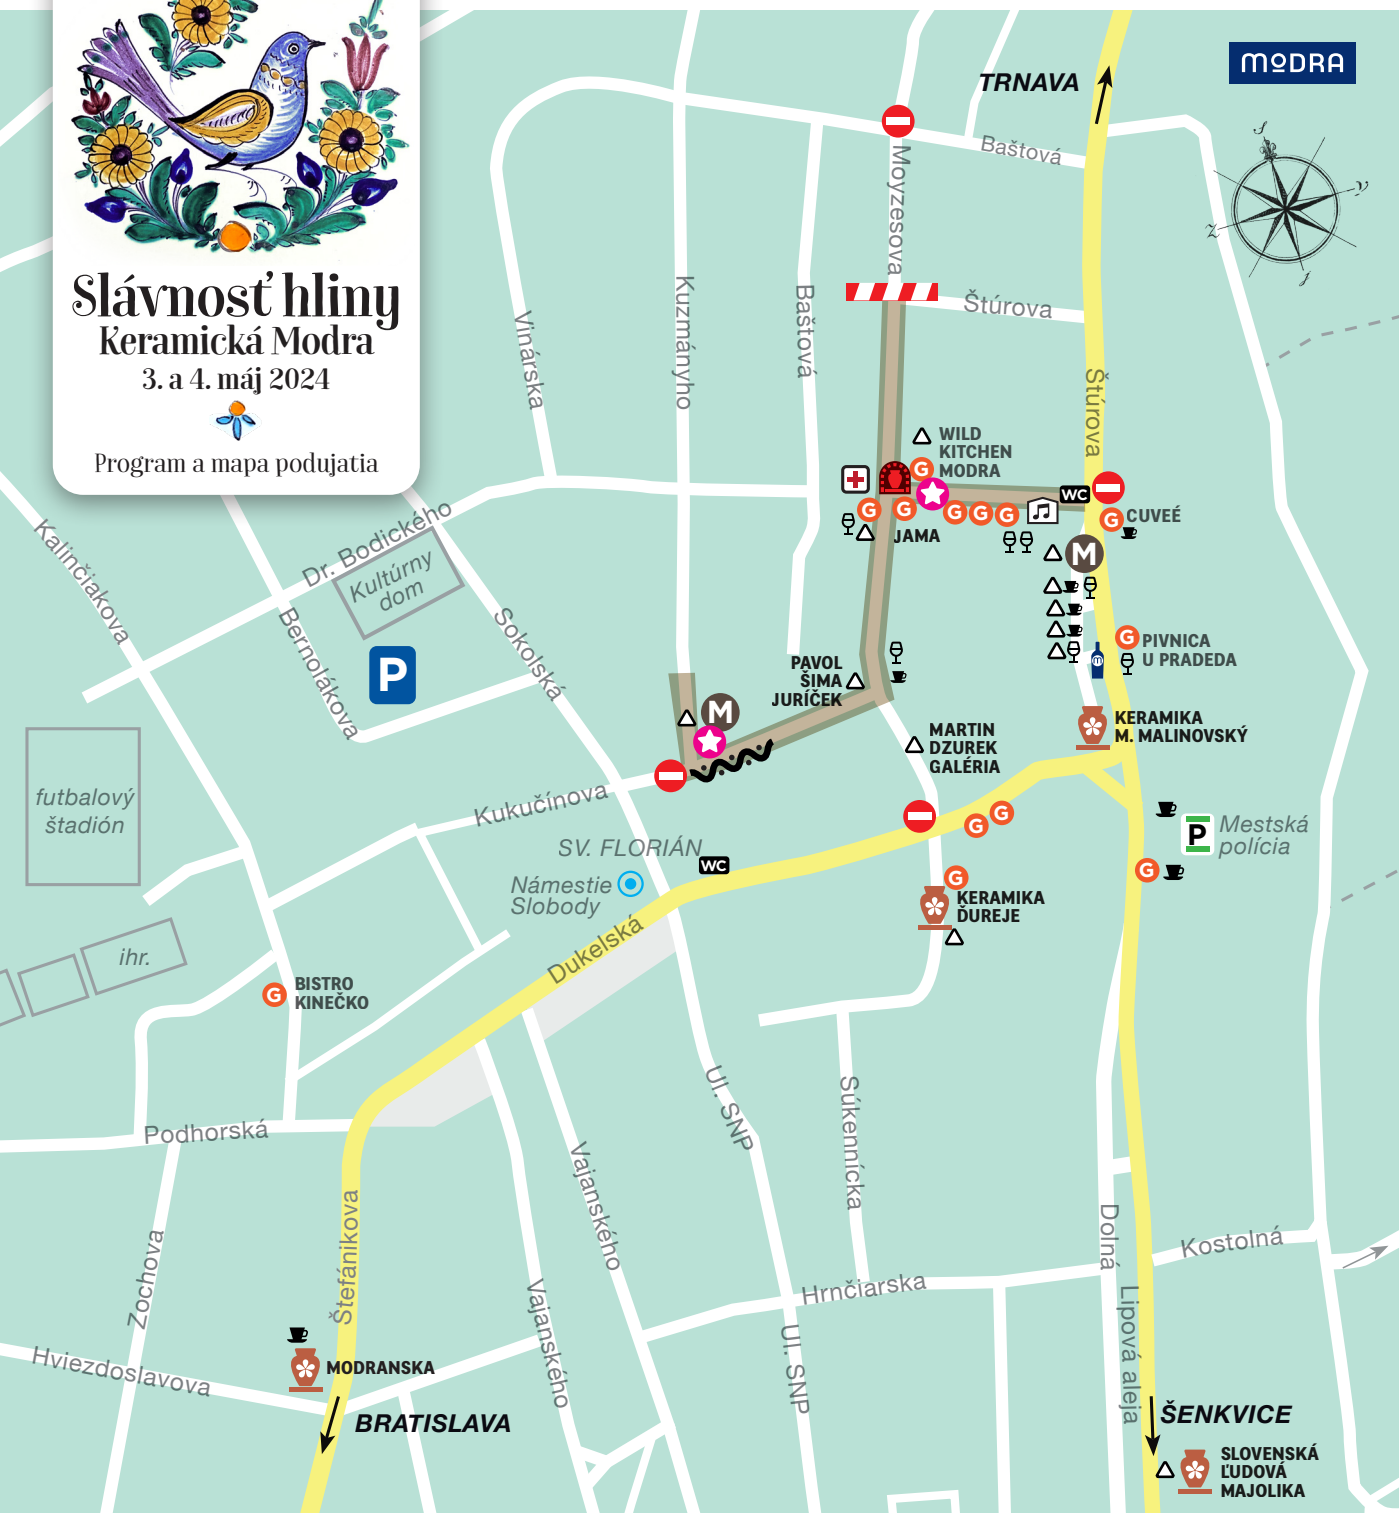 Slávnosť hliny
Keramická Modra
3. a 4. máj 2024
Program a mapa podujatia
MODRA
TRNAVA
Baštová
Moyzesova
Štúrova
Kuzmányho
Baštová
Vinárska
Štúrova
WILD
KITCHEN
MODRA
G
WC
G
G
G
G
G
G
CUVEÉ
JAMA
M
Kalinčiakova
Dr. Bodického
Kultúrny
dom
Bernolákova
Sokolská
P
G
PIVNICA
U PRADEDA
PAVOL
ŠIMA
JURÍČEK
M
KERAMIKA
M. MALINOVSKÝ
MARTIN
DZUREK
GALÉRIA
futbalový
štadión
Kukučínova
G
G
P
Mestská
polícia
SV. FLORIÁN
WC
Námestie
Slobody
G
G
KERAMIKA
ĎUREJE
Dukelská
ihr.
G
BISTRO
KINEČKO
Ul. SNP
Súkennícka
Podhorská
Vajanského
Štefánikova
Zochova
Dolná
Kostolná
Hrnčiarska
Vajanského
Ul. SNP
Lipová aleja
Hviezdoslavova
MODRANSKA
BRATISLAVA
ŠENKVICE
SLOVENSKÁ
ĽUDOVÁ
MAJOLIKA
S
V
Z
J